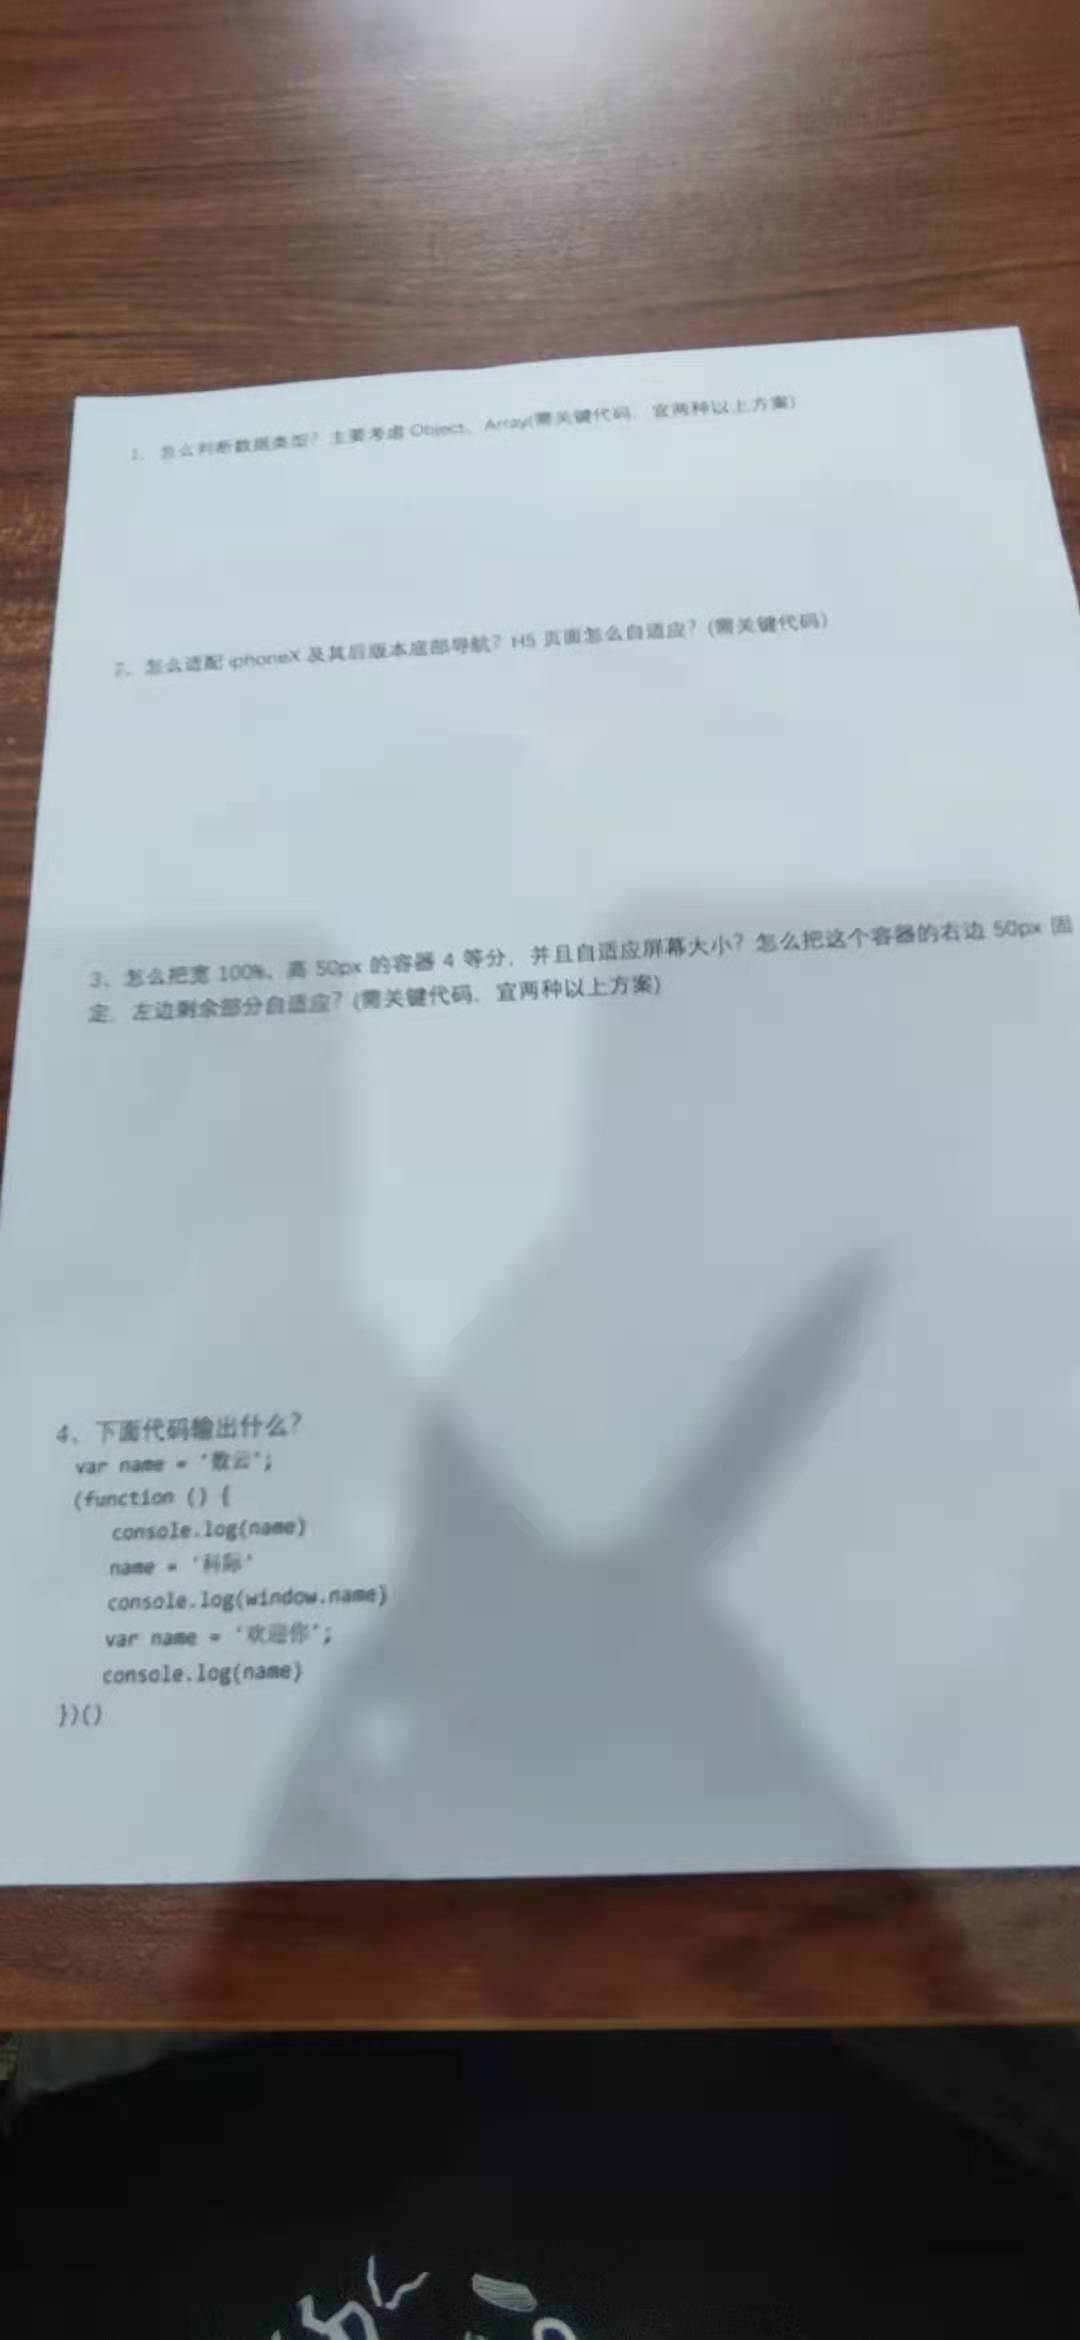 1、怎么判断数据类型？主要考虑 Object、Array(需关键代码，宜两种以上方案)
2、怎么适配 iphoneX 及其后版本底部导航？H5 页面怎么自适应？(需关键代码)
3、怎么把宽 100%、高 50px 的容器 4 等分，并且自适应屏幕大小？怎么把这个容器的右边 50px 固
定，左边剩余部分自适应？(需关键代码，宜两种以上方案)
4、下面代码输出什么？
var name = '数云';
(function () {
console.log(name)
name = '科际'
console.log(window.name)
var name = '欢迎你';
console.log(name)
})()